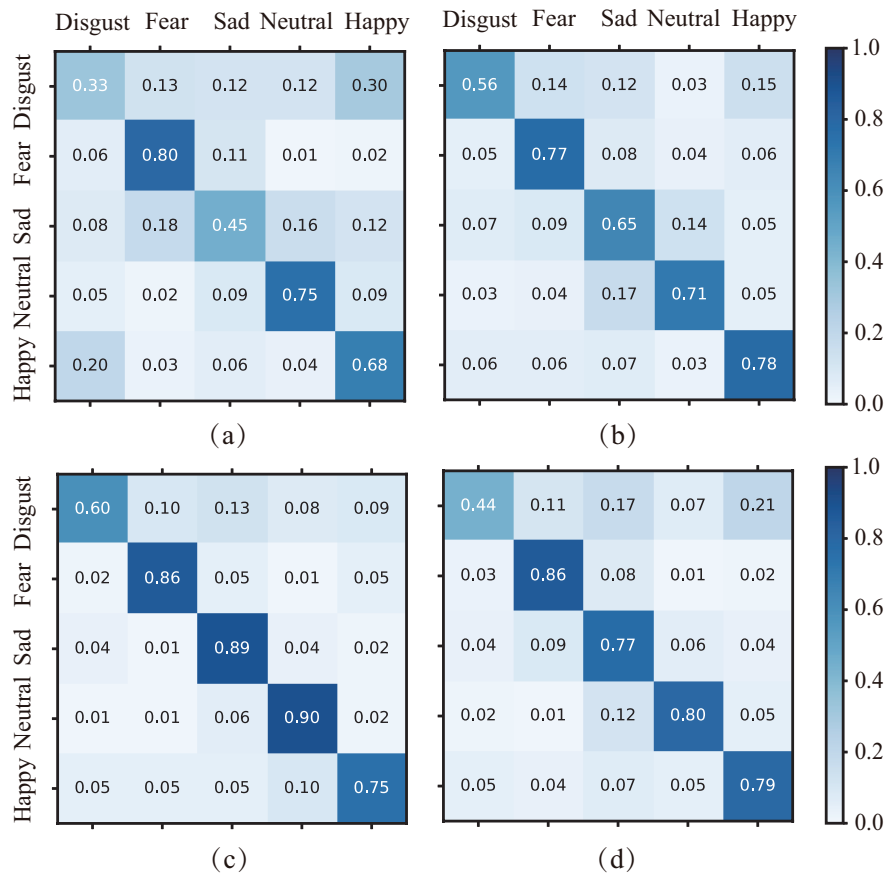 Disgust Fear Sad Neutral Happy
Disgust Fear Sad Neutral Happy
Disgust 0.33 0.13 0.12 0.12 0.30
Fear 0.06 0.80 0.11 0.01 0.02
Sad 0.08 0.18 0.45 0.16 0.12
Neutral 0.05 0.02 0.09 0.75 0.09
Happy 0.20 0.03 0.06 0.04 0.68
(a)
0.56 0.14 0.12 0.03 0.15
0.05 0.77 0.08 0.04 0.06
0.07 0.09 0.65 0.14 0.05
0.03 0.04 0.17 0.71 0.05
0.06 0.06 0.07 0.03 0.78
(b)
1.0
0.8
0.6
0.4
0.2
0.0
Disgust 0.60 0.10 0.13 0.08 0.09
Fear 0.02 0.86 0.05 0.01 0.05
Sad 0.04 0.01 0.89 0.04 0.02
Neutral 0.01 0.01 0.06 0.90 0.02
Happy 0.05 0.05 0.05 0.10 0.75
(c)
0.44 0.11 0.17 0.07 0.21
0.03 0.86 0.08 0.01 0.02
0.04 0.09 0.77 0.06 0.04
0.02 0.01 0.12 0.80 0.05
0.05 0.04 0.07 0.05 0.79
(d)
1.0
0.8
0.6
0.4
0.2
0.0